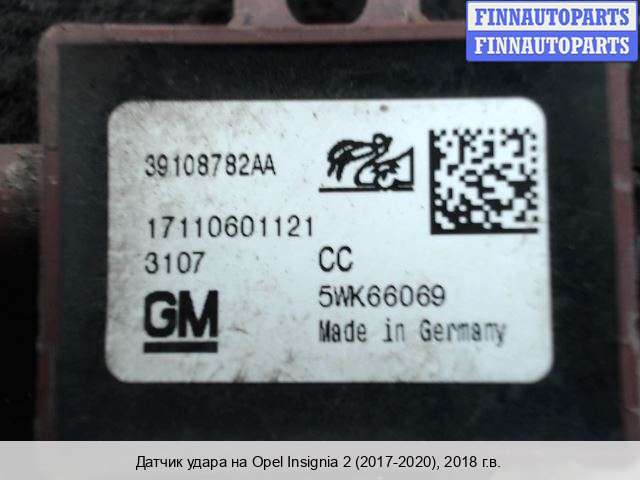 FINNAUTOPARTS
FINNAUTOPARTS
39108782AA
17110601121
3107 CC
GM 5WK66069
Made in Germany
Датчик удара на Opel Insignia 2 (2017-2020), 2018 г.в.